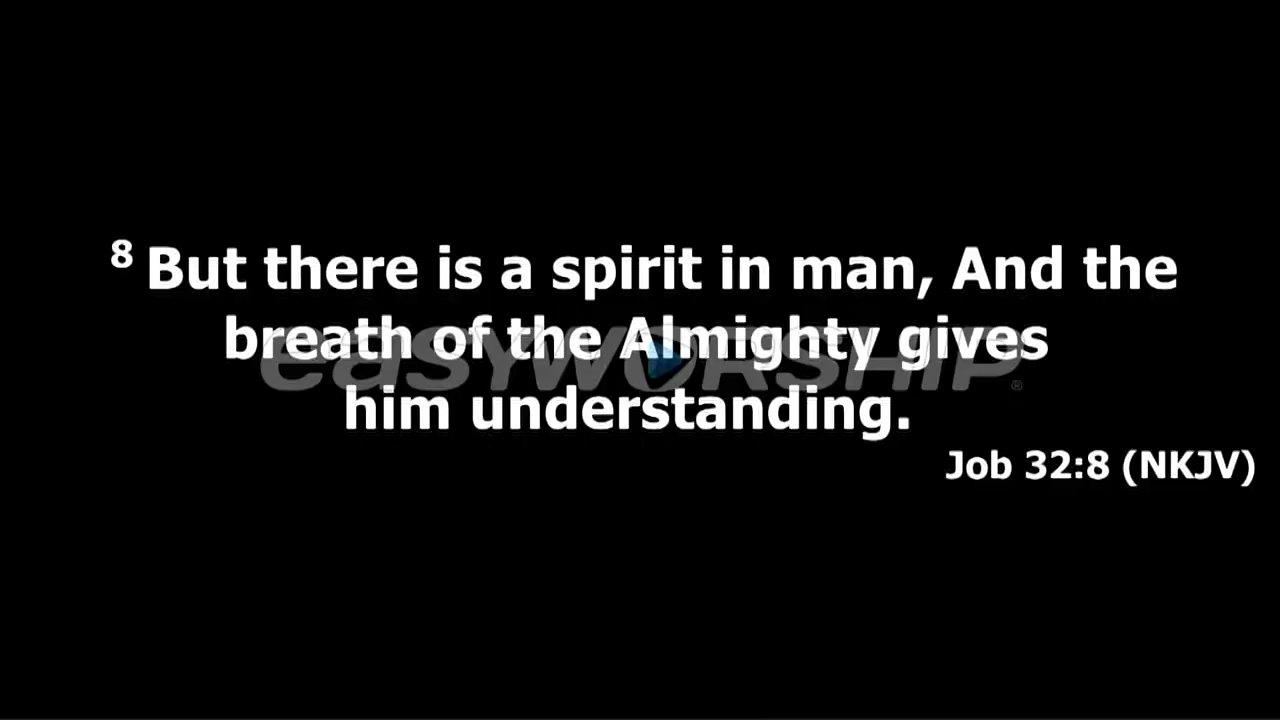 8 But there is a spirit in man, And the
breath of the Almighty gives
easyworship®
him understanding.
Job 32:8 (NKJV)